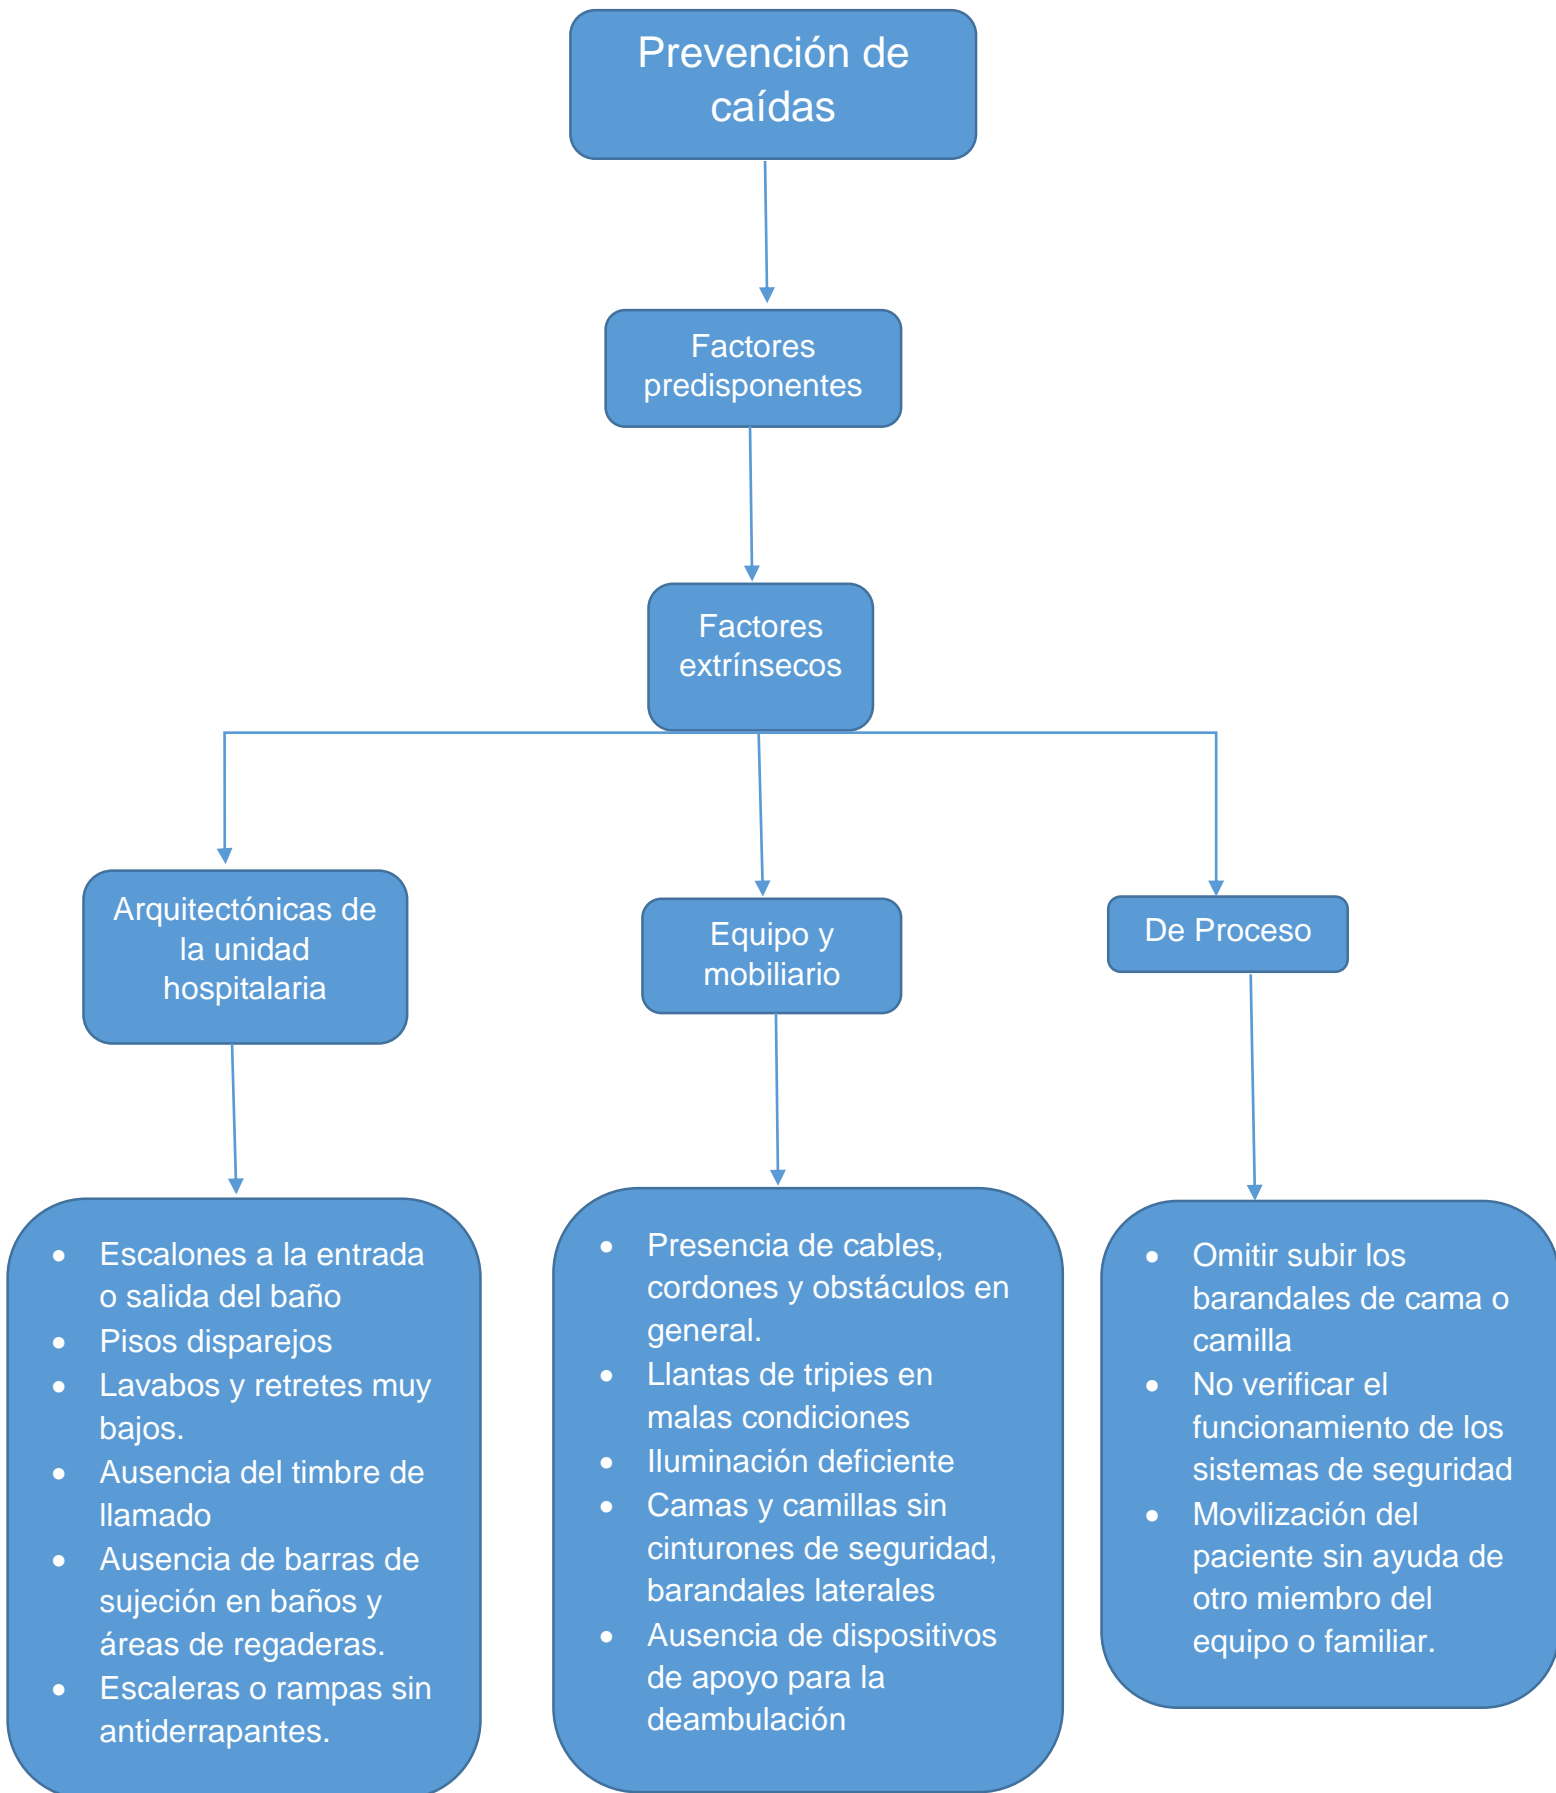 Prevención de
caídas
Factores
predisponentes
Factores
extrínsecos
Arquitectónicas de
la unidad
hospitalaria
Equipo y
mobiliario
De Proceso
• Escalones a la entrada
o salida del baño
• Pisos disparejos
• Lavabos y retretes muy
bajos.
• Ausencia del timbre de
llamado
• Ausencia de barras de
sujeción en baños y
áreas de regaderas.
• Escaleras o rampas sin
antiderrapantes.
• Presencia de cables,
cordones y obstáculos en
general.
• Llantas de tripies en
malas condiciones
• Iluminación deficiente
• Camas y camillas sin
cinturones de seguridad,
barandales laterales
• Ausencia de dispositivos
de apoyo para la
deambulación
• Omitir subir los
barandales de cama o
camilla
• No verificar el
funcionamiento de los
sistemas de seguridad
• Movilización del
paciente sin ayuda de
otro miembro del
equipo o familiar.